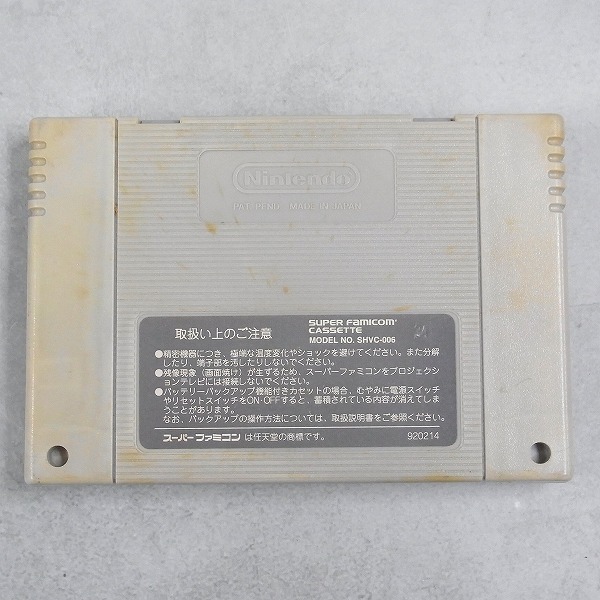 Nintendo
PAT. PEND. MADE IN JAPAN
取扱い上のご注意
SUPER FAMICOM
CASSETTE
MODEL NO. SHVC-006
●精密機器につき、極端な温度変化やショックを避けてください。また分解
したり、端子部を汚したりしないでください。
●残像現象（画面焼け）が生ずるため、スーパーファミコンをプロジェクシ
ョンテレビには接続しないでください。
●バッテリーバックアップ機能付きカセットの場合、むやみに電源スイッチ
やリセットスイッチをON・OFFすると、蓄積されている内容が消えてしま
うことがあります。
なお、バックアップの操作方法については、取扱説明書をご参照ください。
スーパーファミコン は任天堂の商標です。
920214